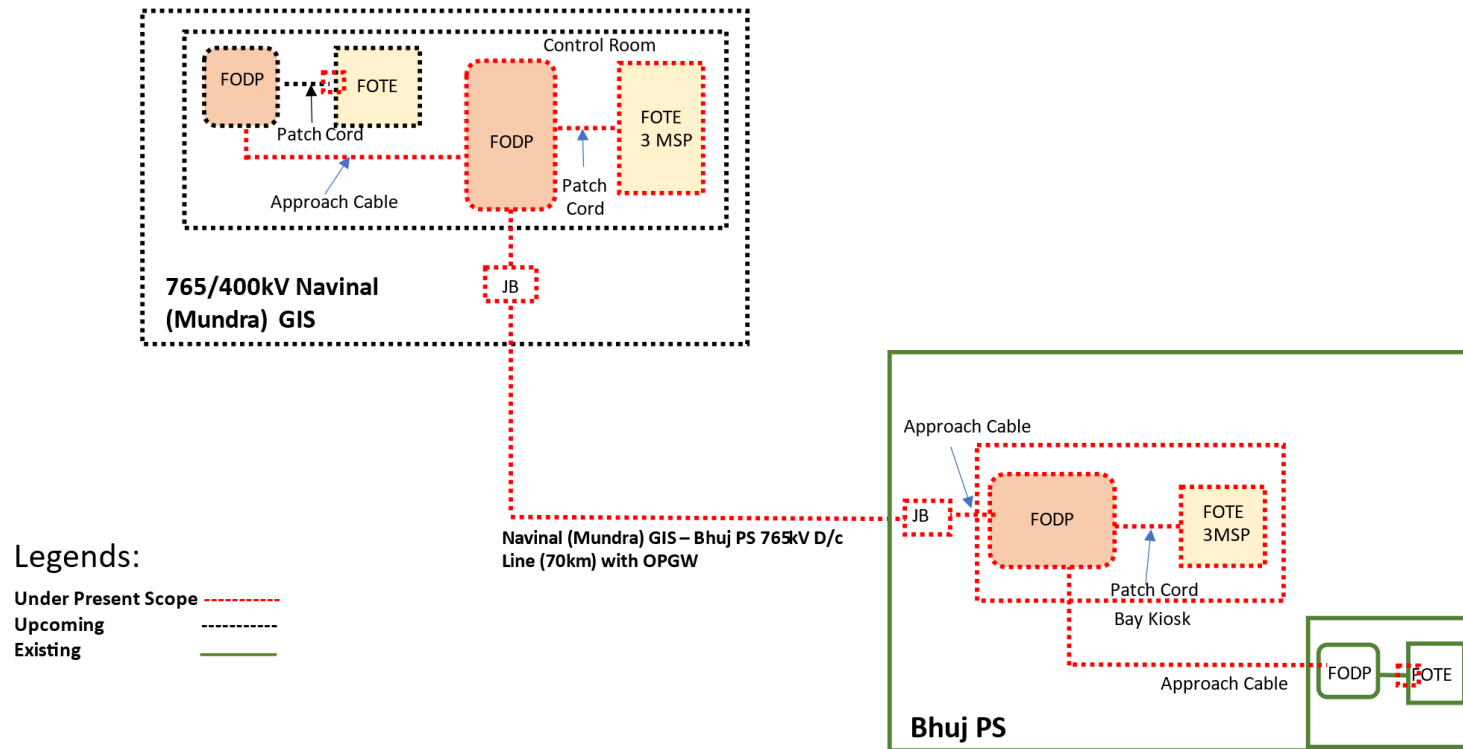 Control Room
FODP
FOTE
Patch Cord
Approach Cable
FODP
FOTE
3 MSP
Patch
Cord
JB
765/400kV Navinal
(Mundra) GIS
Approach Cable
JB
FODP
FOTE
3MSP
Patch Cord
Bay Kiosk
Navinal (Mundra) GIS – Bhuj PS 765kV D/c
Line (70km) with OPGW
Approach Cable
FODP
FOTE
Bhuj PS
Legends:
Under Present Scope
Upcoming
Existing